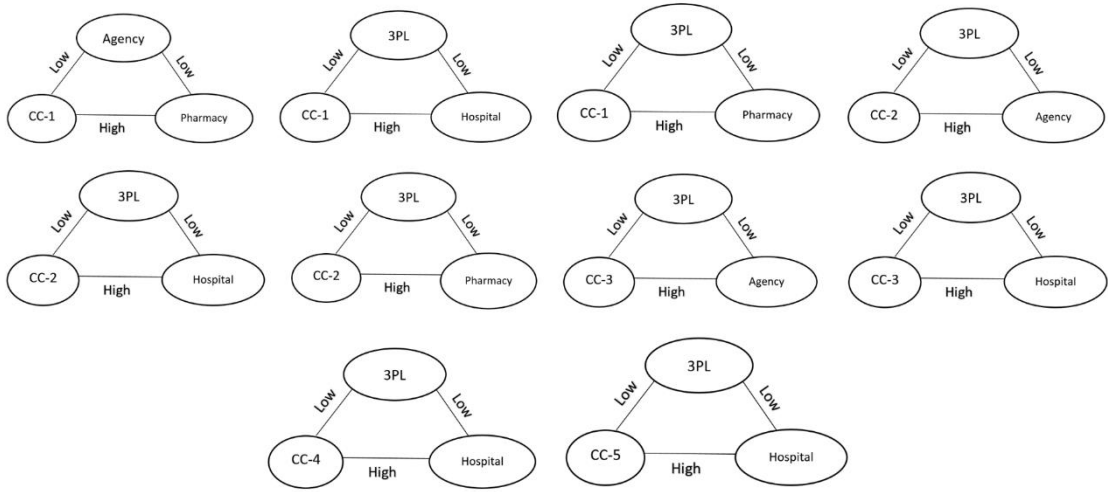 Agency
Low
Low
CC-1
High
Pharmacy
3PL
Low
Low
CC-1
High
Hospital
3PL
Low
Low
CC-1
High
Pharmacy
3PL
Low
Low
CC-2
High
Agency
3PL
Low
Low
CC-2
High
Hospital
3PL
Low
Low
CC-2
High
Pharmacy
3PL
Low
Low
CC-3
High
Agency
3PL
Low
Low
CC-3
High
Hospital
3PL
Low
Low
CC-4
High
Hospital
3PL
Low
Low
CC-5
High
Hospital